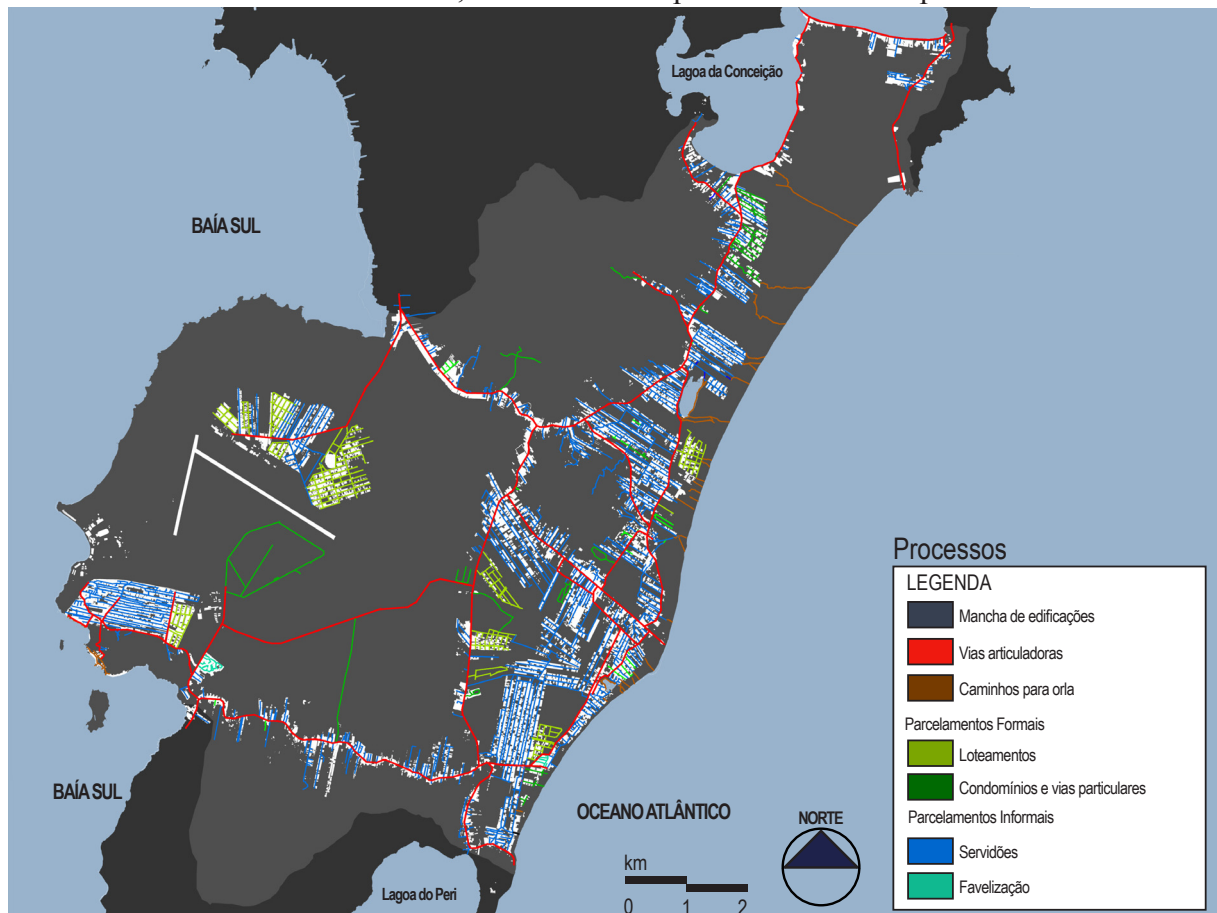 Lagoa da Conceição
BAÍA SUL
Processos
LEGENDA
Mancha de edificações
Vias articuladoras
Caminhos para orla
Parcelamentos Formais
Loteamentos
Condomínios e vias particulares
Parcelamentos Informais
Servidões
Favelização
BAÍA SUL
OCEANO ATLÂNTICO
NORTE
km
0 1 2
Lagoa do Peri